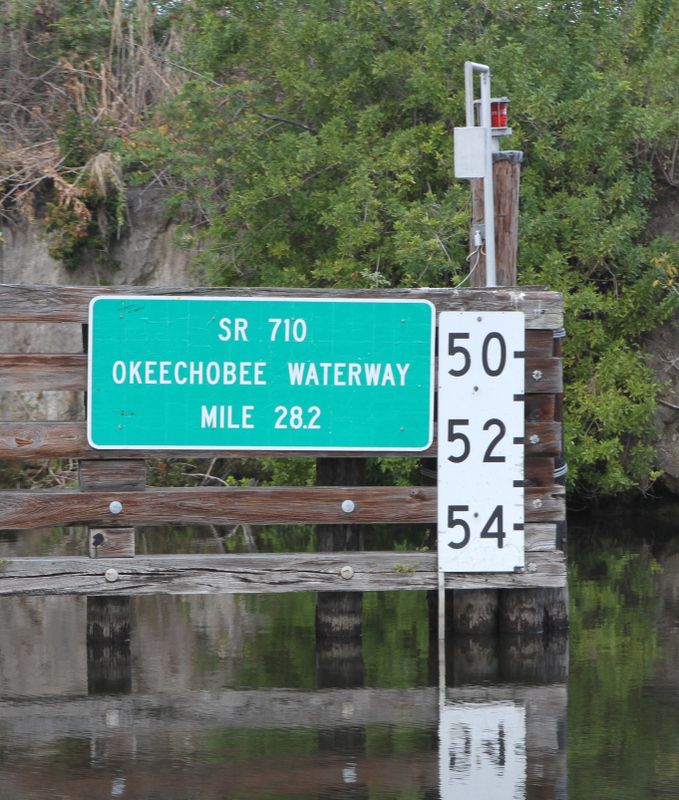 SR 710
OKEECHOBEE WATERWAY
MILE 28.2
50
52
54